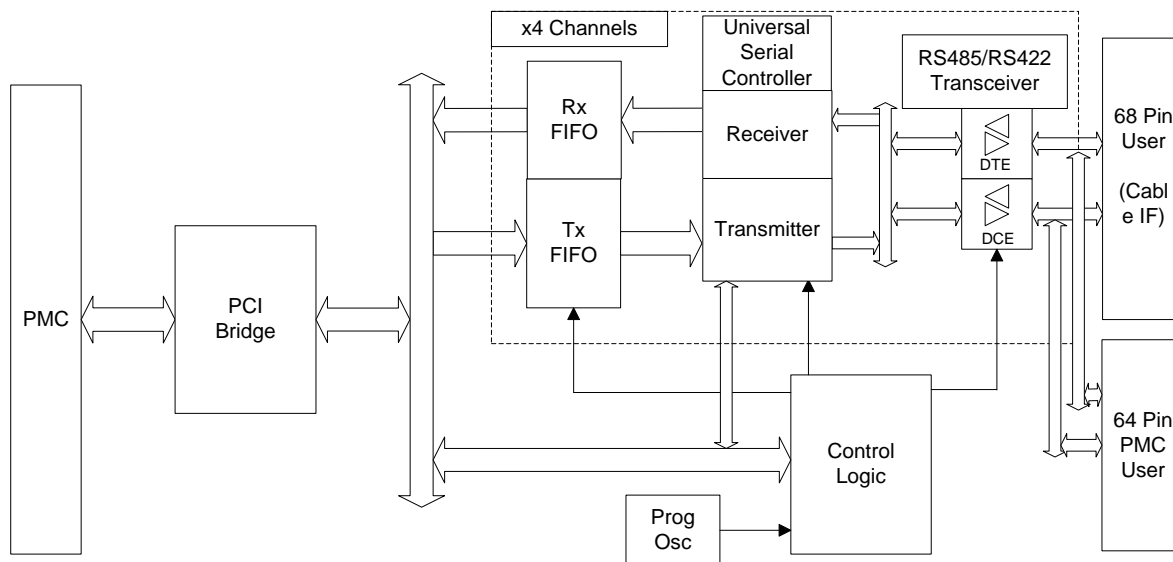 x4 Channels
Universal
Serial
Controller
RS485/RS422
Transceiver
Rx
FIFO
Receiver
DTE
68 Pin
User
(Cabl
e IF)
Tx
FIFO
Transmitter
DCE
PMC
PCI
Bridge
Control
Logic
64 Pin
PMC
User
Prog
Osc